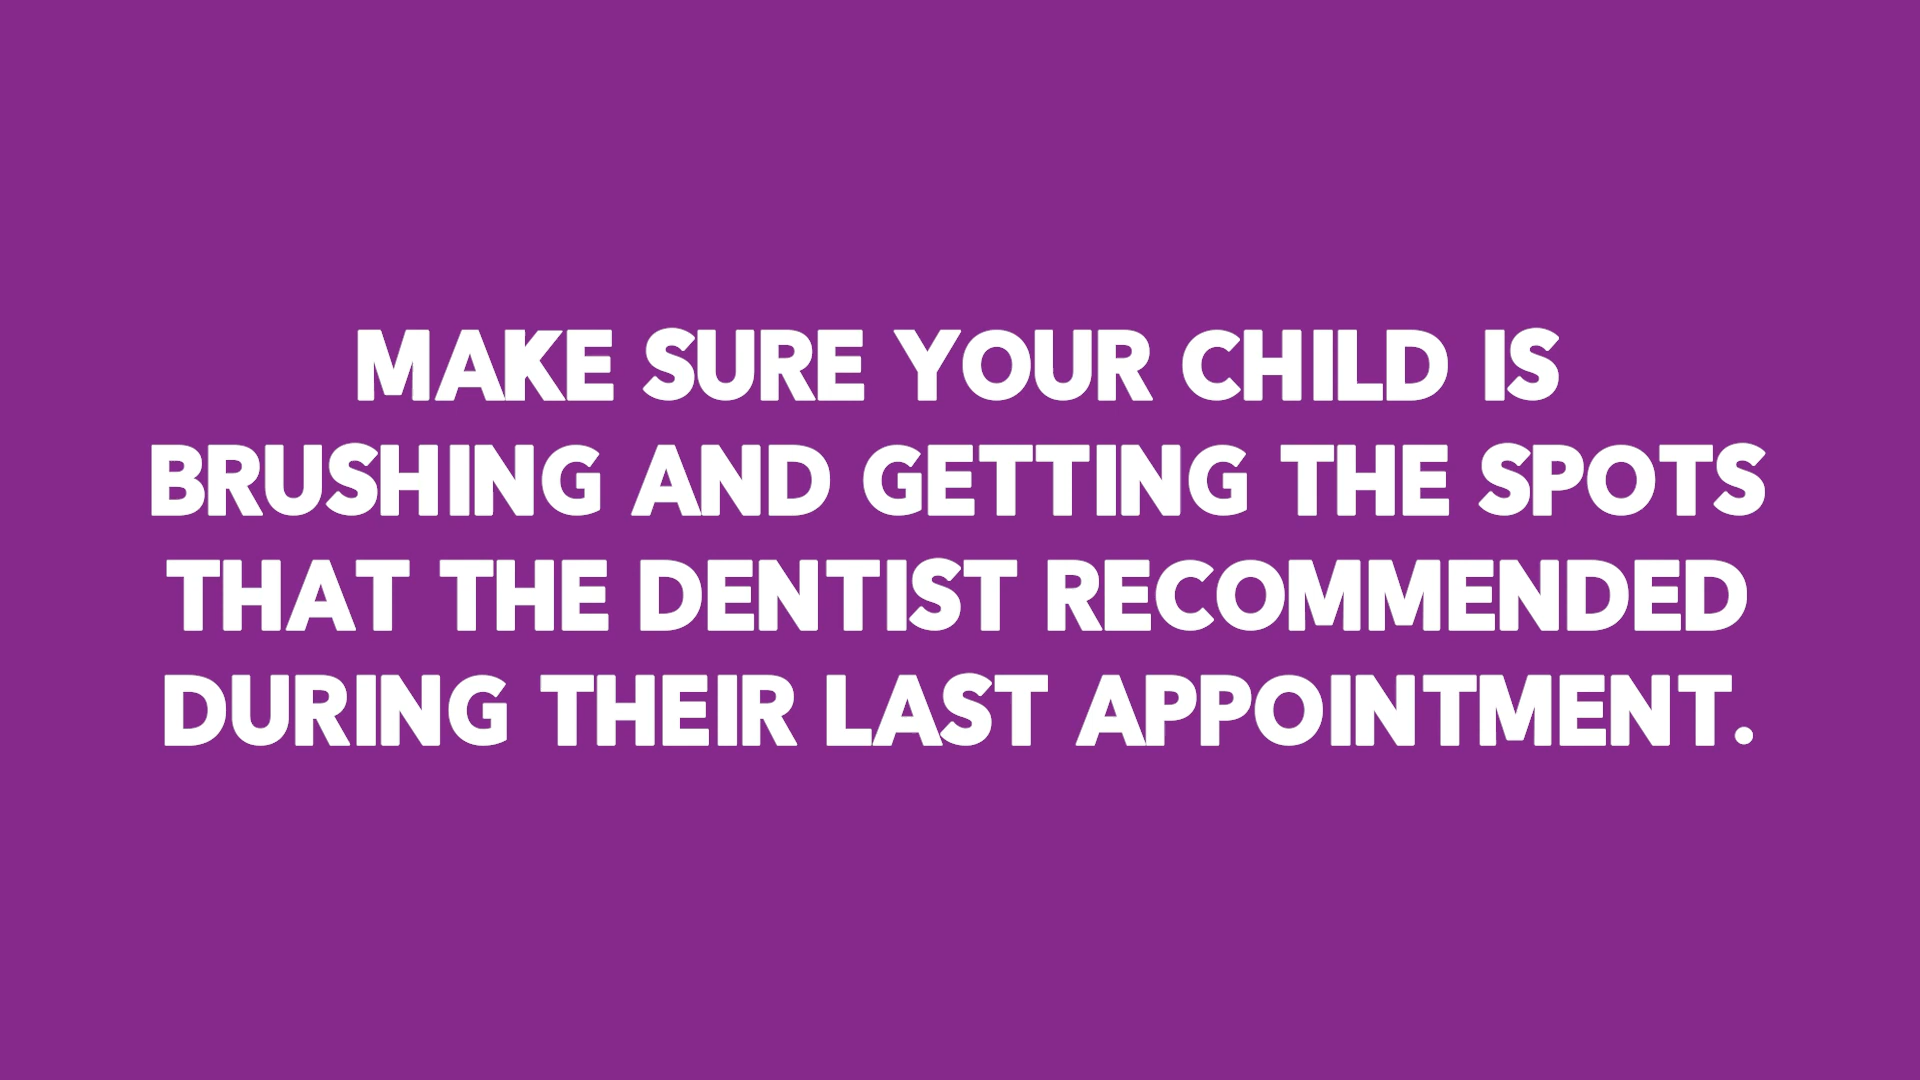 MAKE SURE YOUR CHILD IS
BRUSHING AND GETTING THE SPOTS
THAT THE DENTIST RECOMMENDED
DURING THEIR LAST APPOINTMENT.